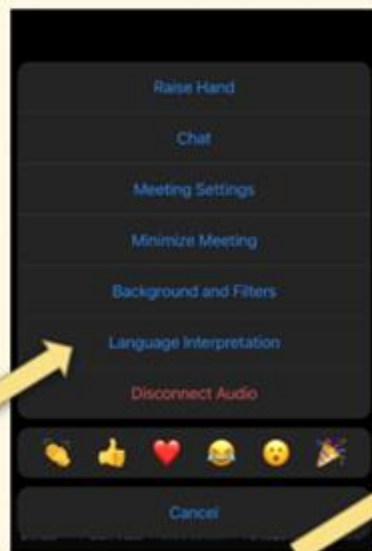 Raise Hand
Chat
Meeting Settings
Minimize Meeting
Background and Filters
Language Interpretation
Disconnect Audio
Cancel